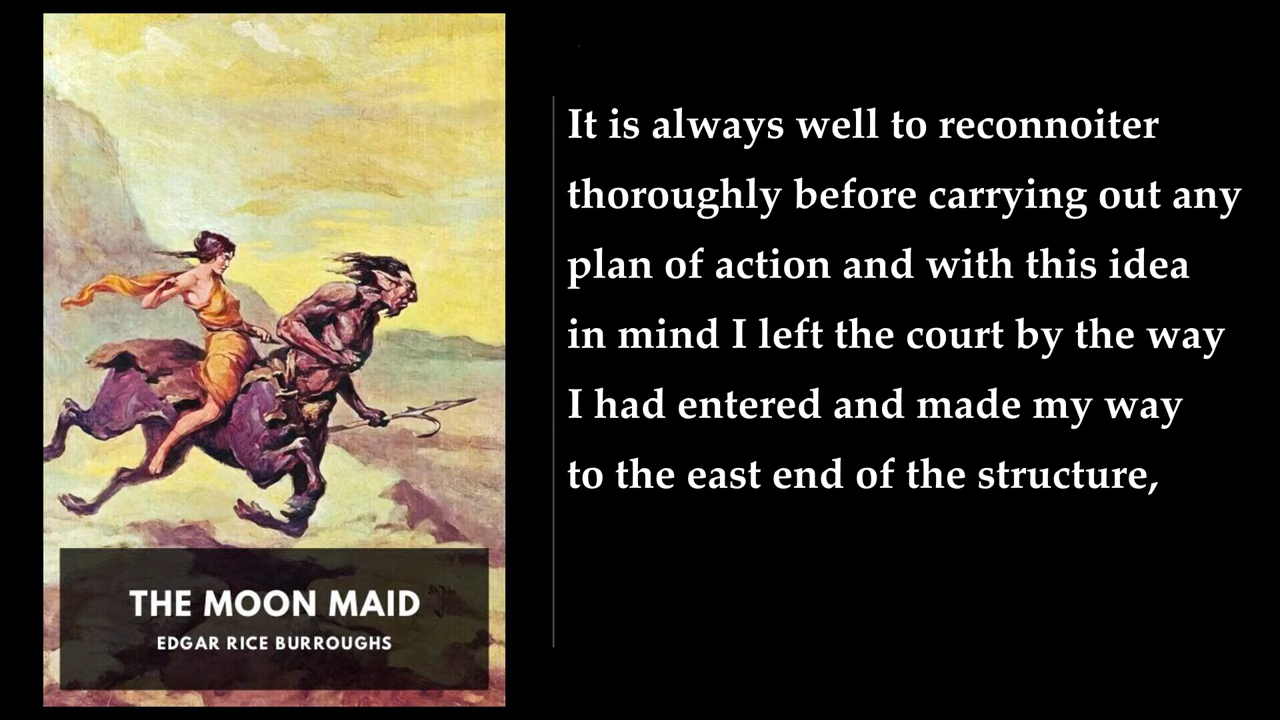 THE MOON MAID
EDGAR RICE BURROUGHS
It is always well to reconnoiter
thoroughly before carrying out any
plan of action and with this idea
in mind I left the court by the way
I had entered and made my way
to the east end of the structure,